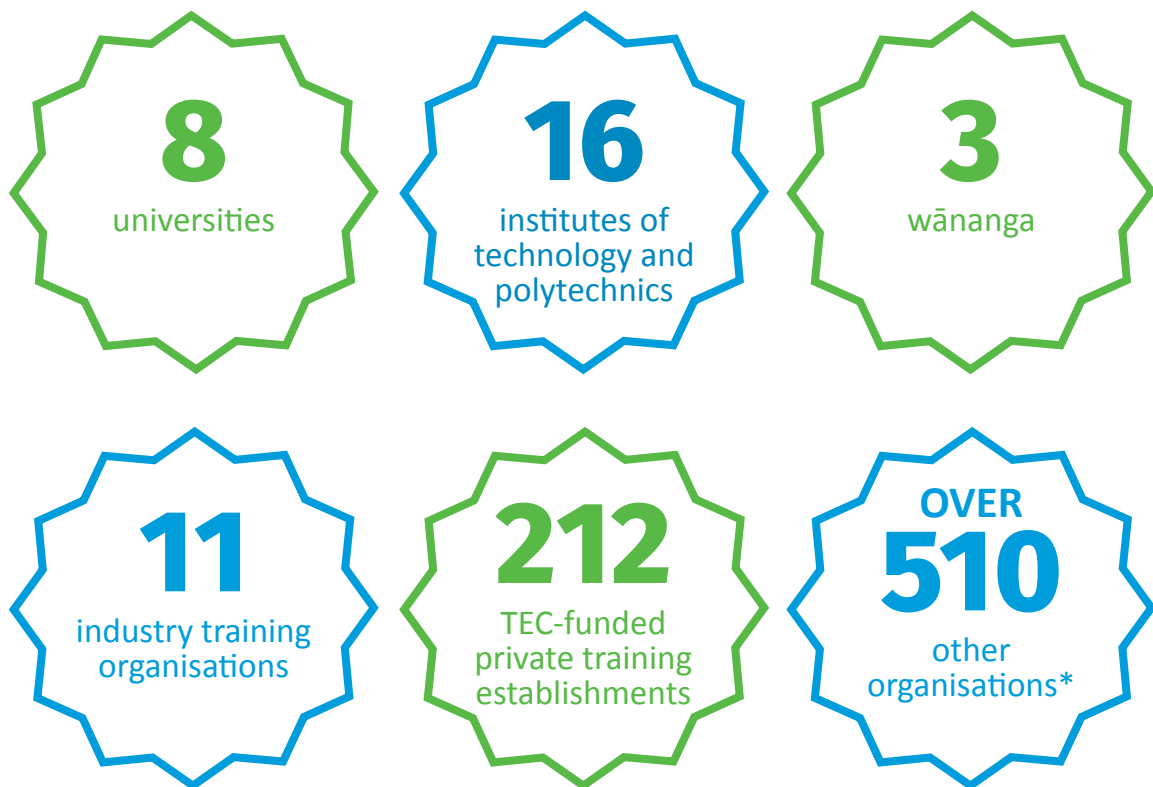 8
universities
16
institutes of
technology and
polytechnics
3
wānanga
11
industry training
organisations
212
TEC-funded
private training
establishments
OVER
510
other
organisations*